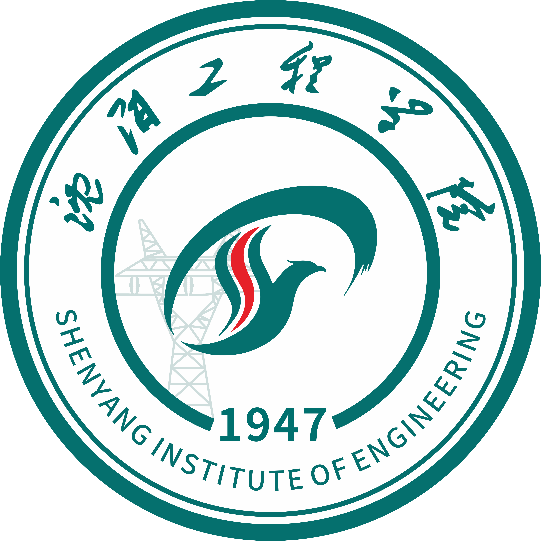 沈阳工程学院
1947
SHENYANG INSTITUTE OF ENGINEERING